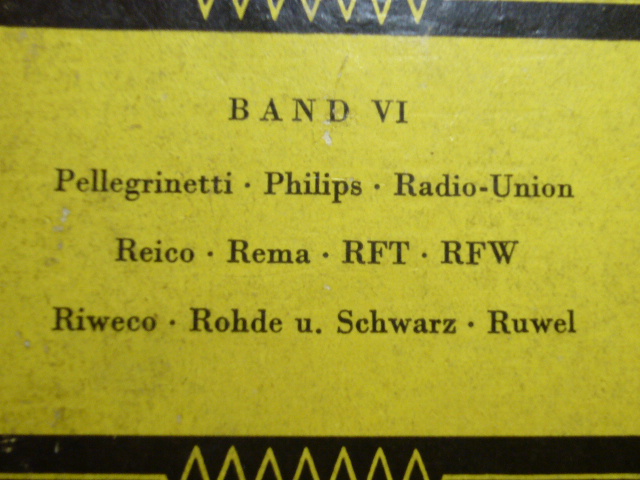 BAND VI
Pellegrinetti · Philips · Radio-Union
Reico · Rema · RFT · RFW
Riweco · Rohde u. Schwarz · Ruwel